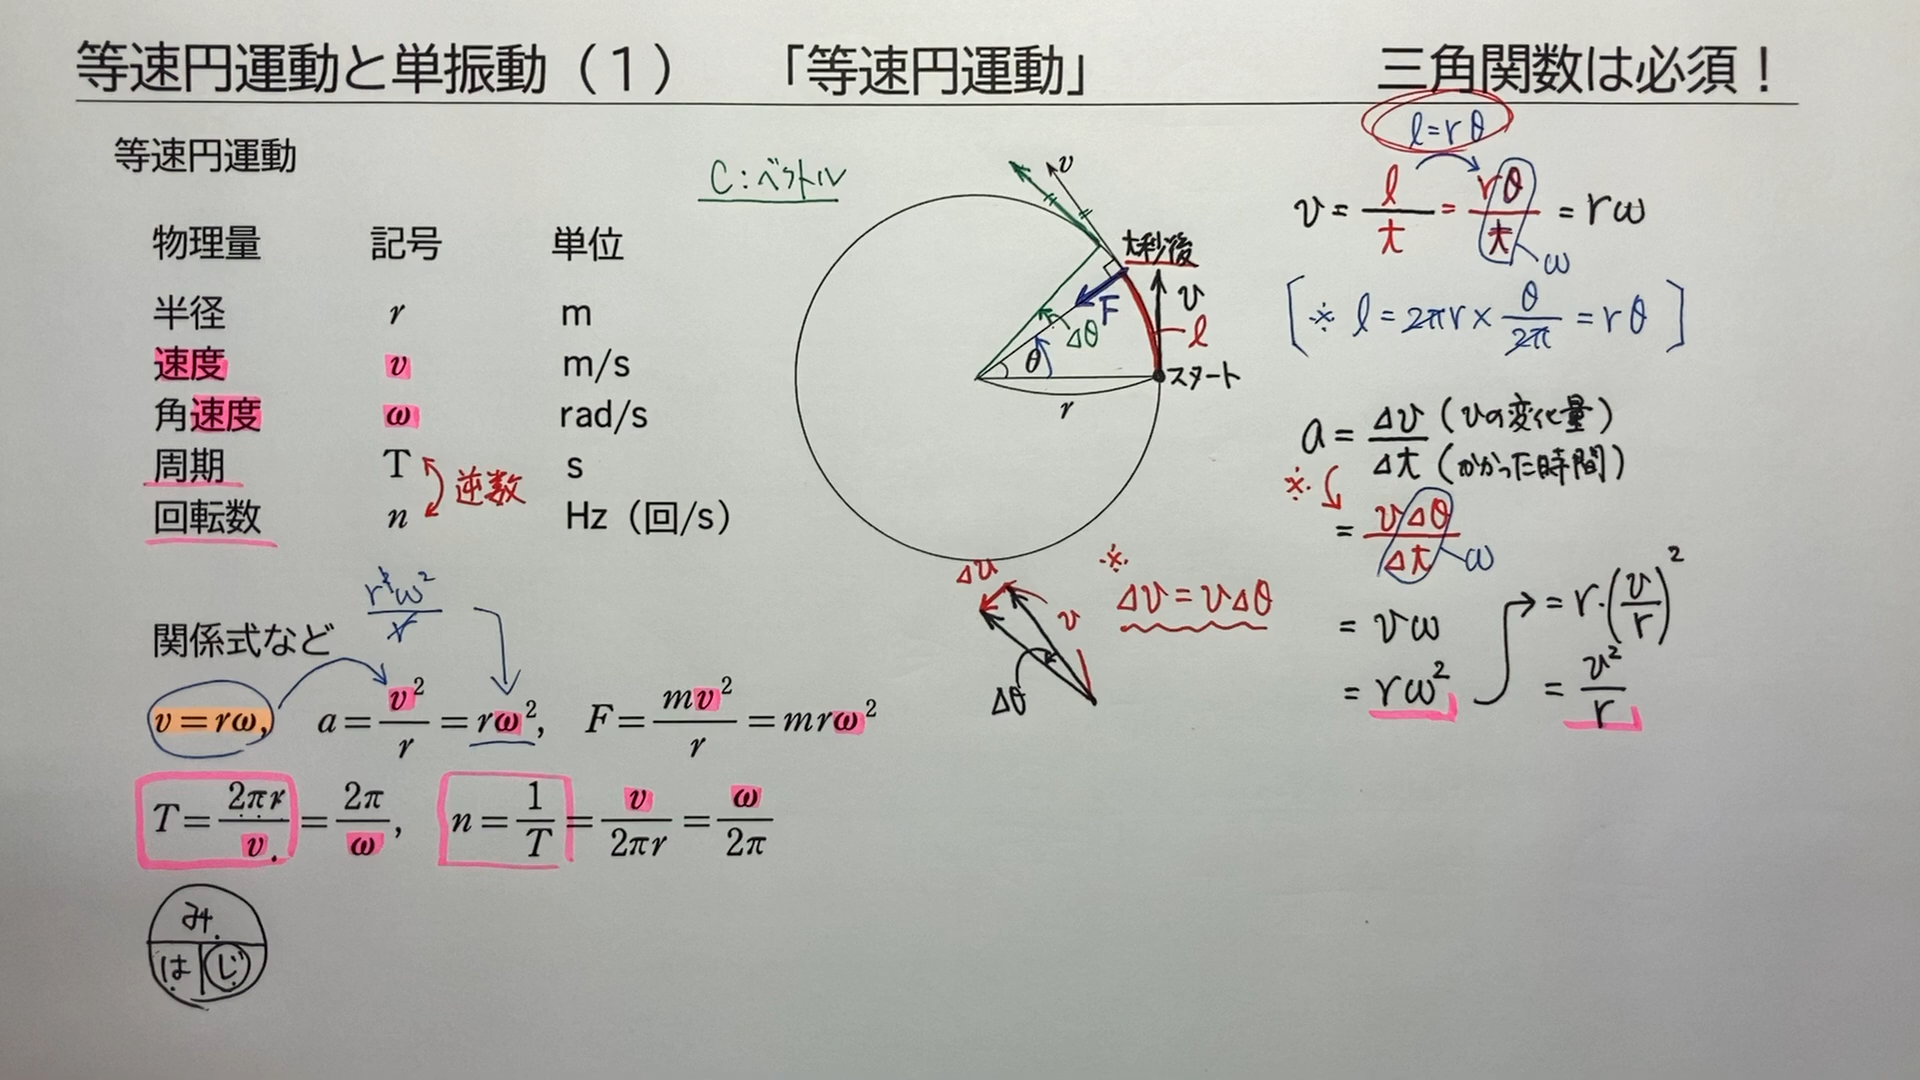 等速円運動と単振動（１）　「等速円運動」　三角関数は必須！
等速円運動
物理量　記号　単位
半径　r　m
速度　v　m/s
角速度　ω　rad/s
周期　T　s
回転数　n　Hz（回/s）
逆数
関係式など
r²ω²/r
v＝rω, a＝v²/r＝rω², F＝mv²/r＝mrω²
T＝2πr/v＝2π/ω, n＝1/T＝v/2πr＝ω/2π
み
は じ
C:ベクトル
v
t秒後
v
F
l
Δθ
θ
スタート
r
Δv
v
Δθ
※
Δv＝vΔθ
l＝rθ
v＝l/t＝rθ/t＝rω
ω
[※ l＝2πr×θ/2π＝rθ]
a＝Δv（vの変化量）/Δt（かかった時間）
※
＝vΔθ/Δt
ω
＝vω
＝rω²
＝r・(v/r)²
＝v²/r